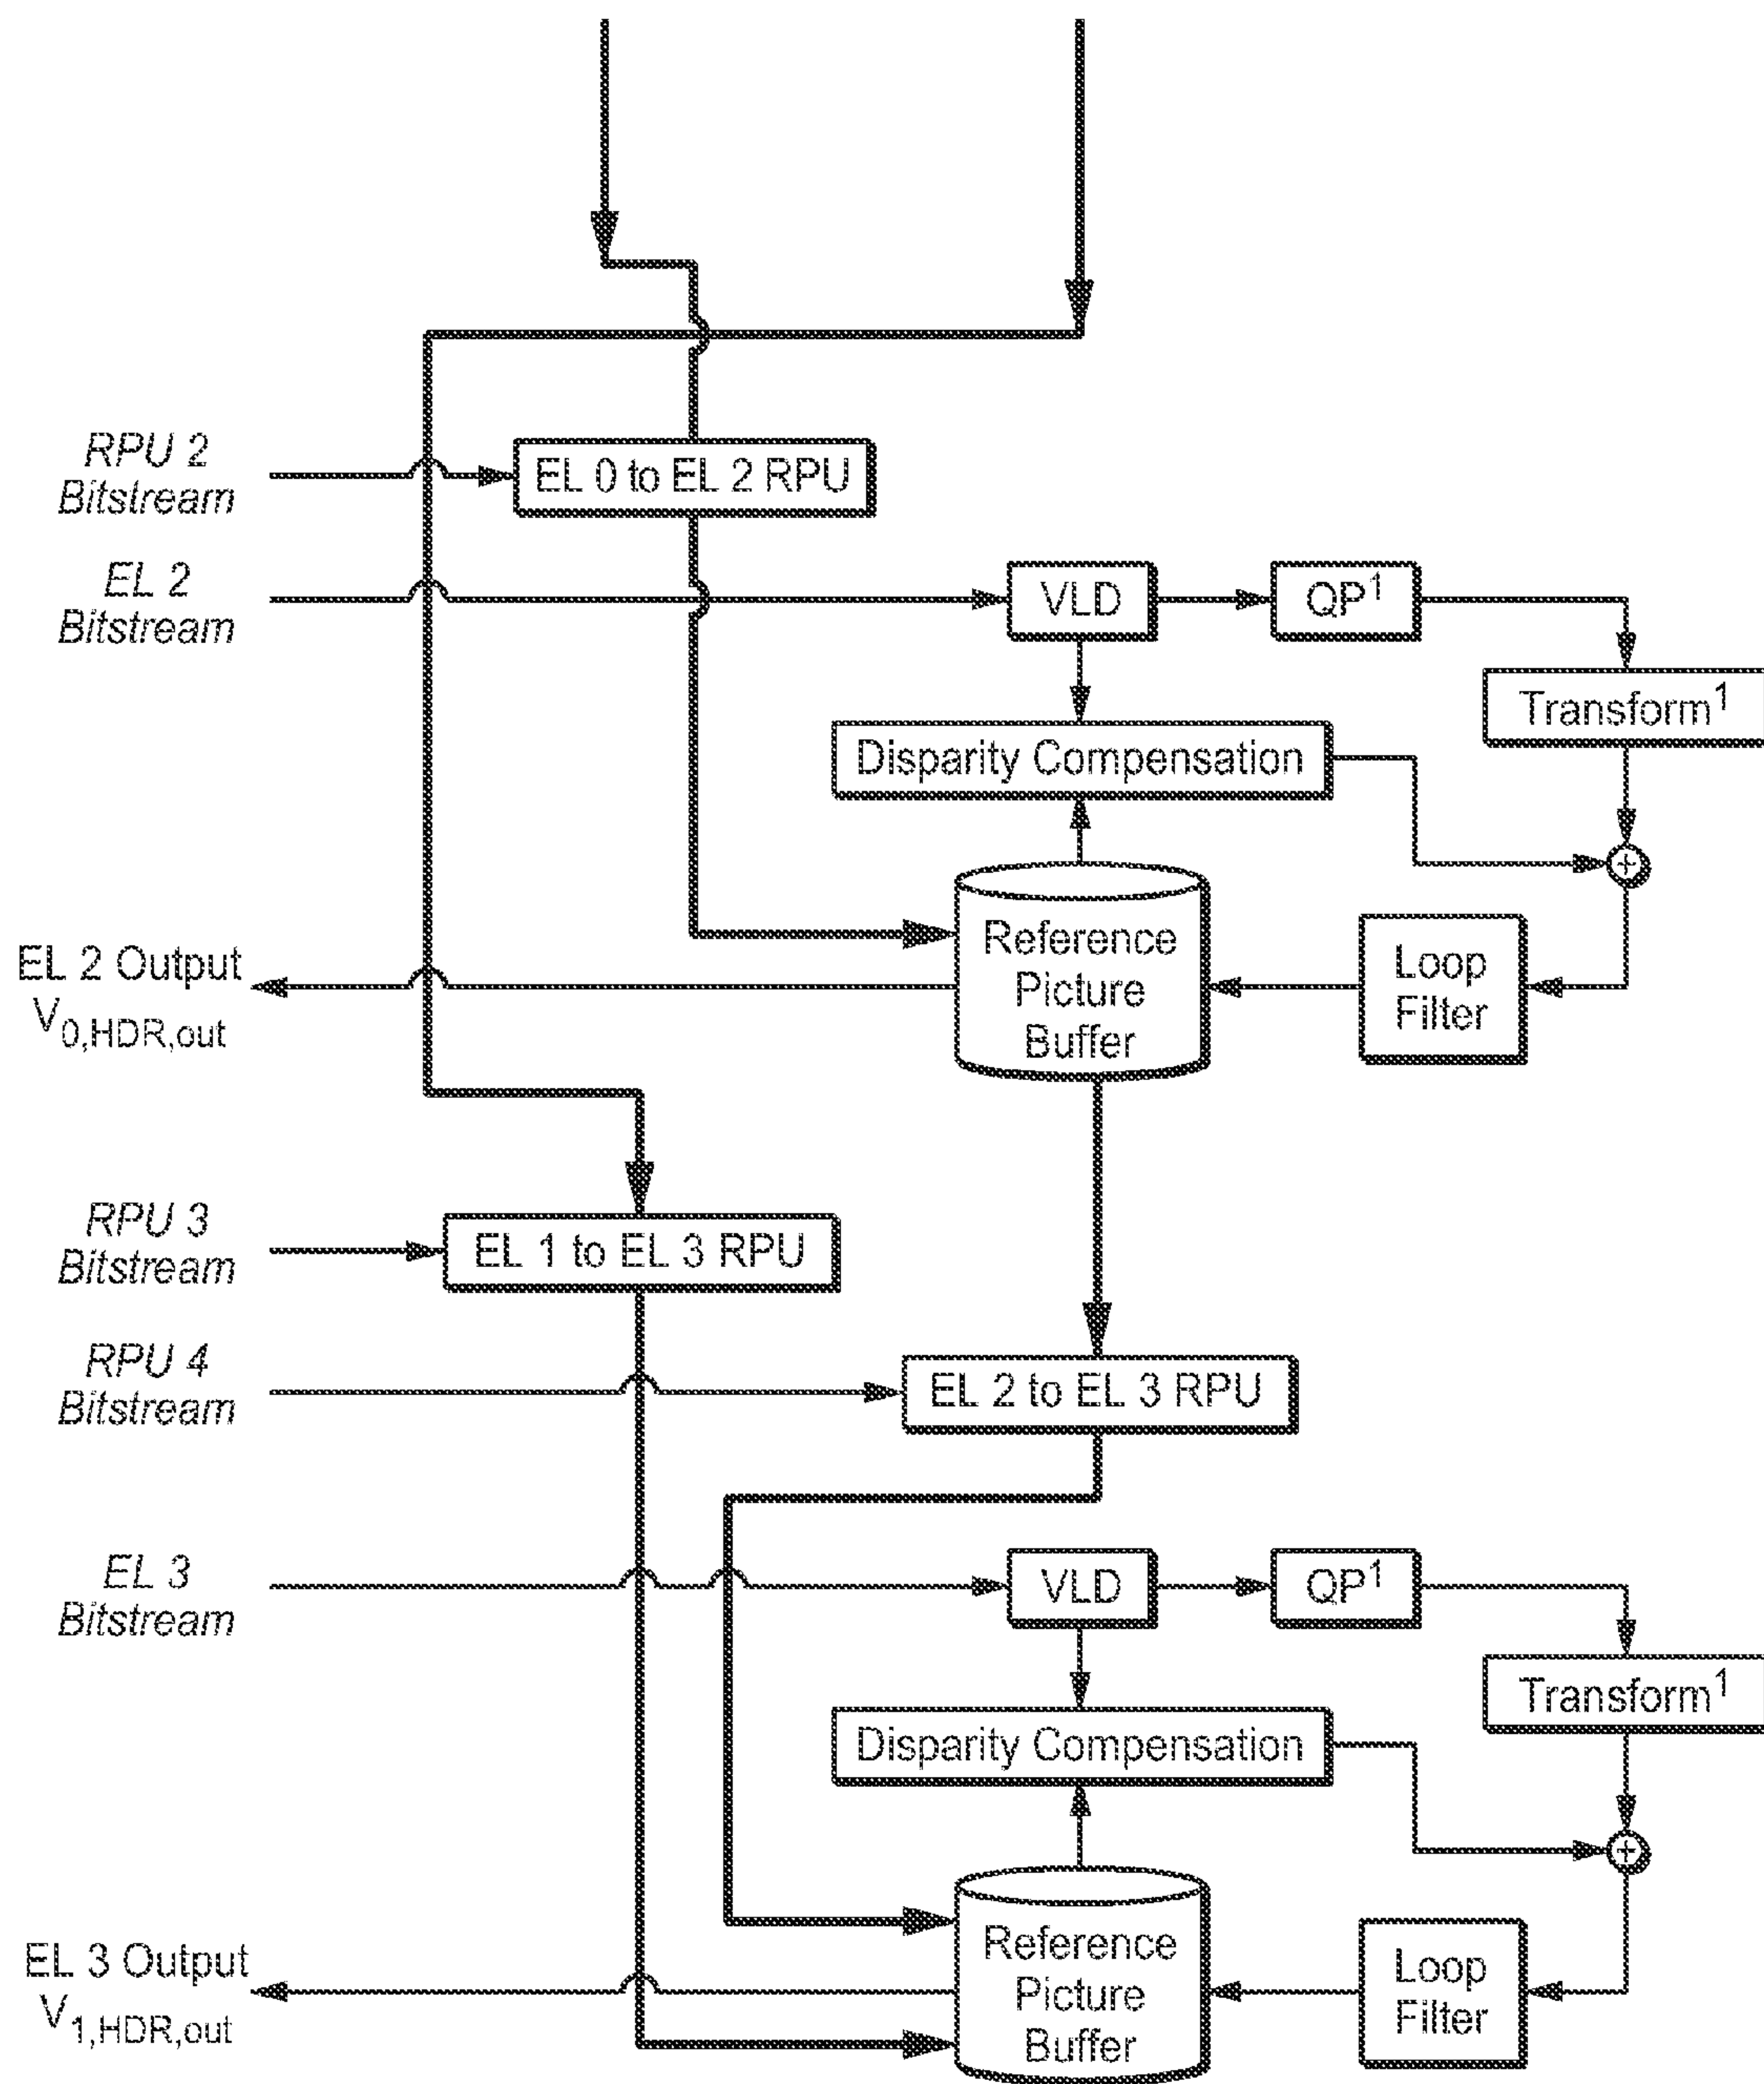 RPU 2
Bitstream
EL 0 to EL 2 RPU
EL 2
Bitstream
VLD
QP1
Transform1
Disparity Compensation
Reference
Picture
Buffer
Loop
Filter
EL 2 Output
V0,HDR,out
RPU 3
Bitstream
EL 1 to EL 3 RPU
RPU 4
Bitstream
EL 2 to EL 3 RPU
EL 3
Bitstream
VLD
QP1
Transform1
Disparity Compensation
+
+
Reference
Picture
Buffer
Loop
Filter
EL 3 Output
V1,HDR,out